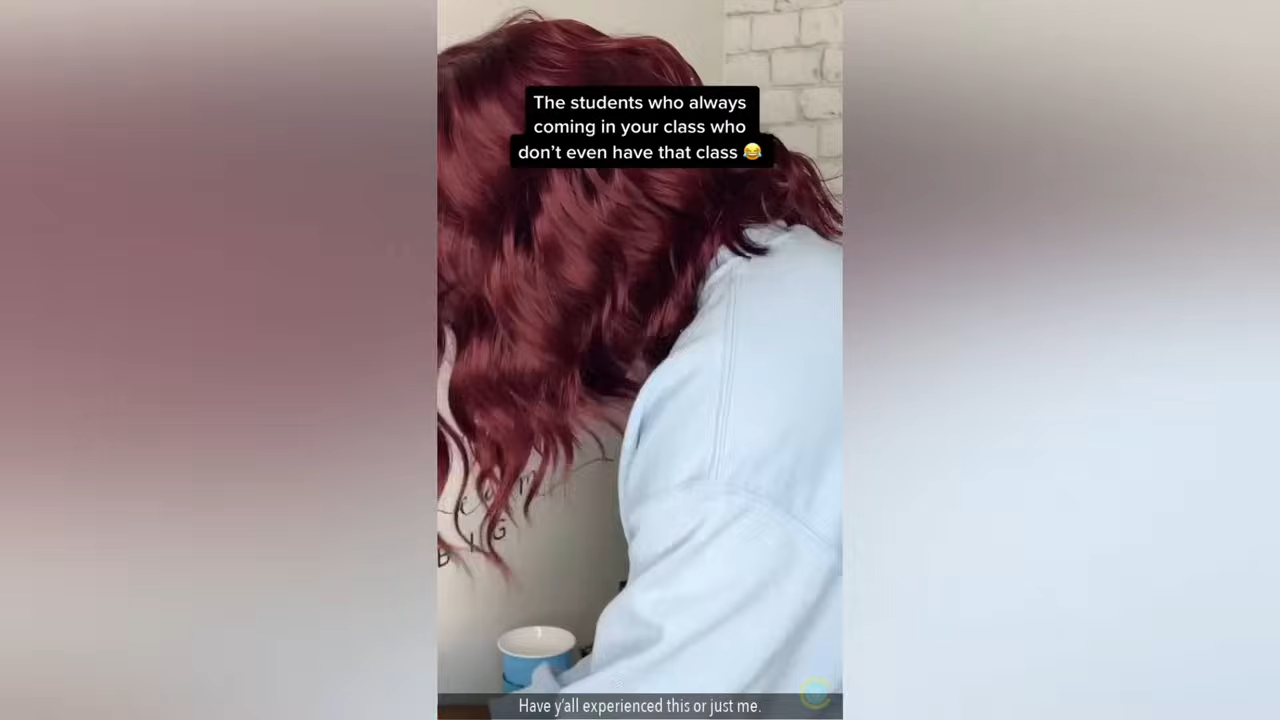 The students who always
coming in your class who
don’t even have that class 😂
BIG
Have y'all experienced this or just me.